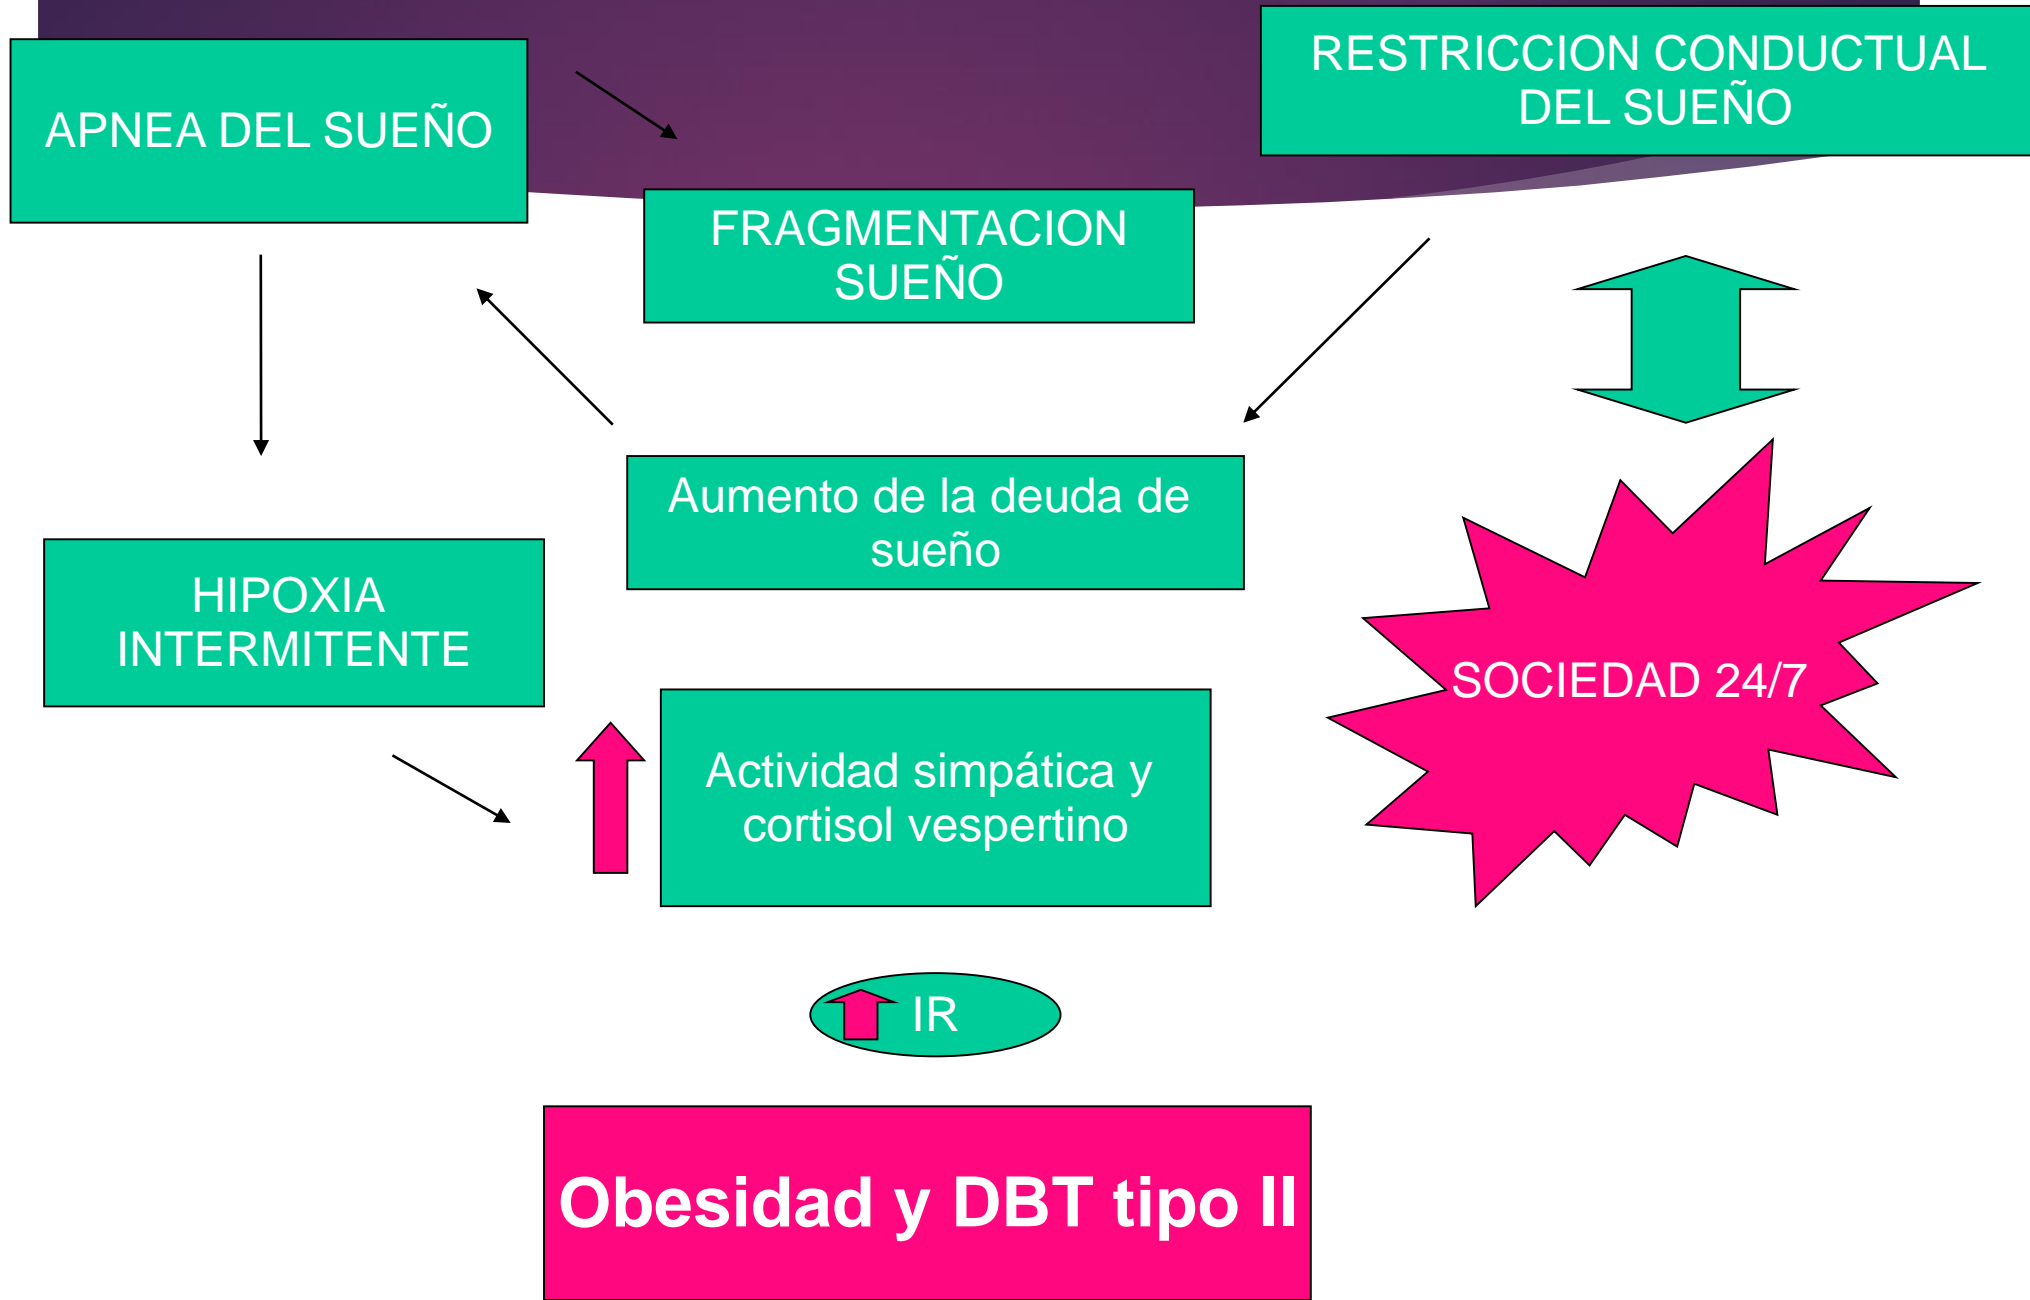 APNEA DEL SUEÑO
RESTRICCION CONDUCTUAL
DEL SUEÑO
FRAGMENTACION
SUEÑO
Aumento de la deuda de
sueño
HIPOXIA
INTERMITENTE
SOCIEDAD 24/7
Actividad simpática y
cortisol vespertino
IR
Obesidad y DBT tipo II